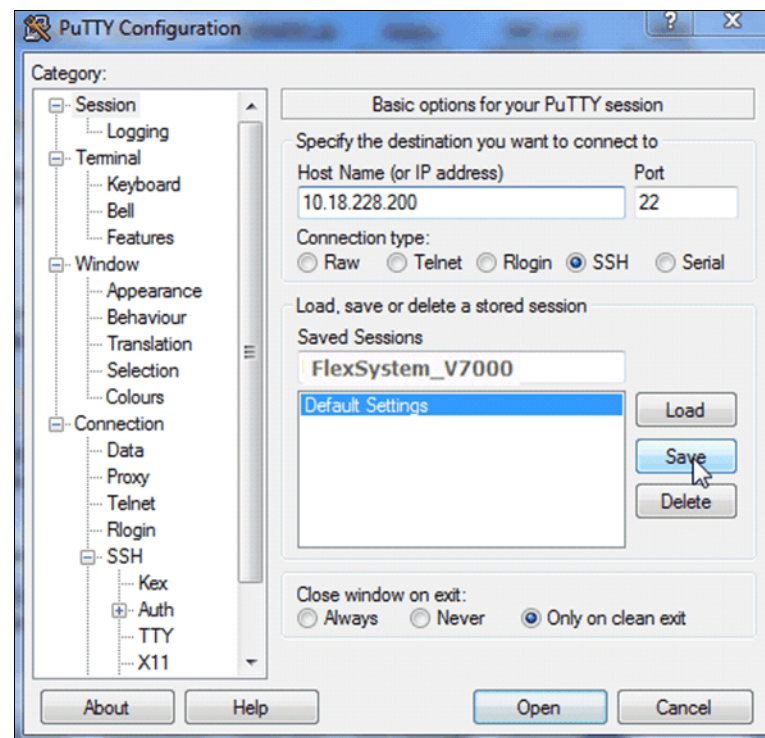 PuTTY Configuration
?
X
Category:
Session
Logging
Terminal
Keyboard
Bell
Features
Window
Appearance
Behaviour
Translation
Selection
Colours
Connection
Data
Proxy
Telnet
Rlogin
SSH
Kex
Auth
TTY
X11
Basic options for your PuTTY session
Specify the destination you want to connect to
Host Name (or IP address) Port
10.18.228.200 22
Connection type:
Raw Telnet Rlogin SSH Serial
Load, save or delete a stored session
Saved Sessions
FlexSystem_V7000
Default Settings
Load
Save
Delete
Close window on exit:
Always Never Only on clean exit
About Help Open Cancel